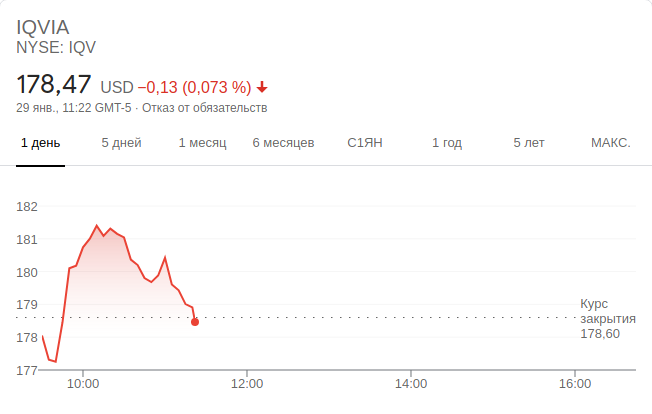 IQVIA
NYSE: IQV
178,47 USD −0,13 (0,073 %)
29 янв., 11:22 GMT-5 · Отказ от обязательств
1 день 5 дней 1 месяц 6 месяцев С1ЯН 1 год 5 лет МАКС.
182
181
180
179
178
177
Курс
закрытия
178,60
10:00 12:00 14:00 16:00